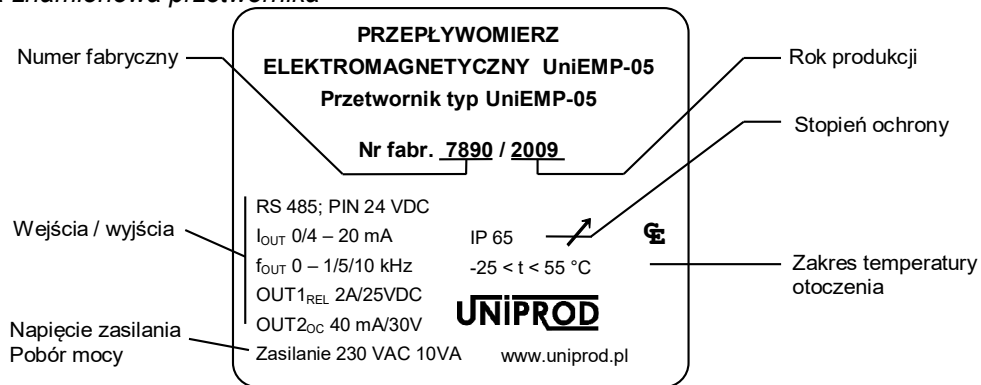 znamionowa przetwornika
PRZEPŁYWOMIERZ
ELEKTROMAGNETYCZNY UniEMP-05
Przetwornik typ UniEMP-05
Nr fabr. 7890 / 2009
Numer fabryczny
Rok produkcji
Stopień ochrony
Wejścia / wyjścia
RS 485; PIN 24 VDC
IOUT 0/4 – 20 mA
fOUT 0 – 1/5/10 kHz
OUT1REL 2A/25VDC
OUT2OC 40 mA/30V
Zasilanie 230 VAC 10VA
IP 65
CE
-25 < t < 55 °C
UNIPROD
www.uniprod.pl
Zakres temperatury
otoczenia
Napięcie zasilania
Pobór mocy